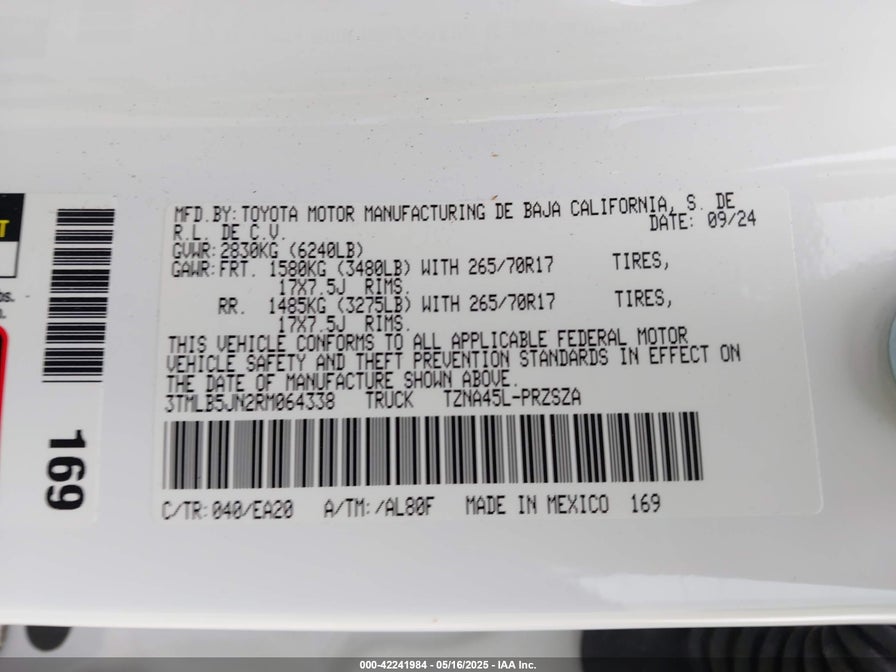 MFD.BY: TOYOTA MOTOR MANUFACTURING DE BAJA CALIFORNIA, S. DE
R.L. DE C.V.
DATE: 09/24
GVWR: 2830KG (6240LB)
GAWR: FRT. 1580KG (3480LB) WITH 265/70R17 TIRES,
17X7.5J RIMS.
RR. 1485KG (3275LB) WITH 265/70R17 TIRES,
17X7.5J RIMS.
THIS VEHICLE CONFORMS TO ALL APPLICABLE FEDERAL MOTOR
VEHICLE SAFETY AND THEFT PREVENTION STANDARDS IN EFFECT ON
THE DATE OF MANUFACTURE SHOWN ABOVE.
3TMLB5JN2RM064338 TRUCK TZNA45L-PRZSZA
C/TR: 040/EA20 A/TM: /AL80F MADE IN MEXICO 169
169
000-42241984 - 05/16/2025 - IAA Inc.